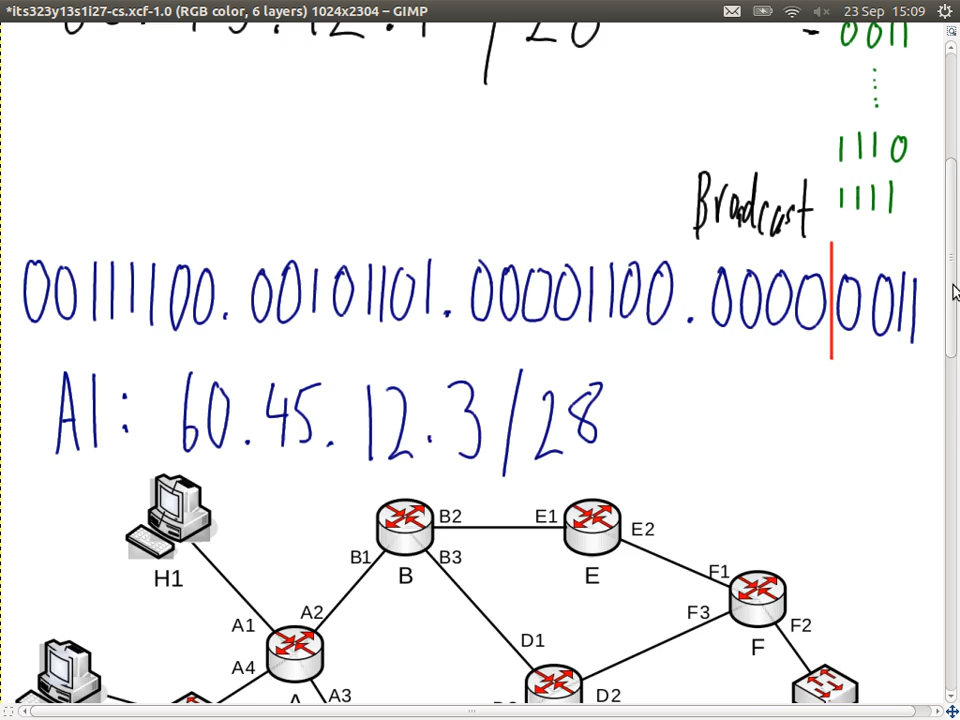 *its323y13s1i27-cs.xcf-1.0 (RGB color, 6 layers) 1024x2304 – GIMP
23 Sep 15:09
0011
1110
Broadcast 1111
00111100.00101101.00001100.00000011
A1: 60.45.12.3/28
B2
E1
E2
H1
B1
B3
B
E
F1
A1
A2
F3
F2
D1
F
A4
A3
D2